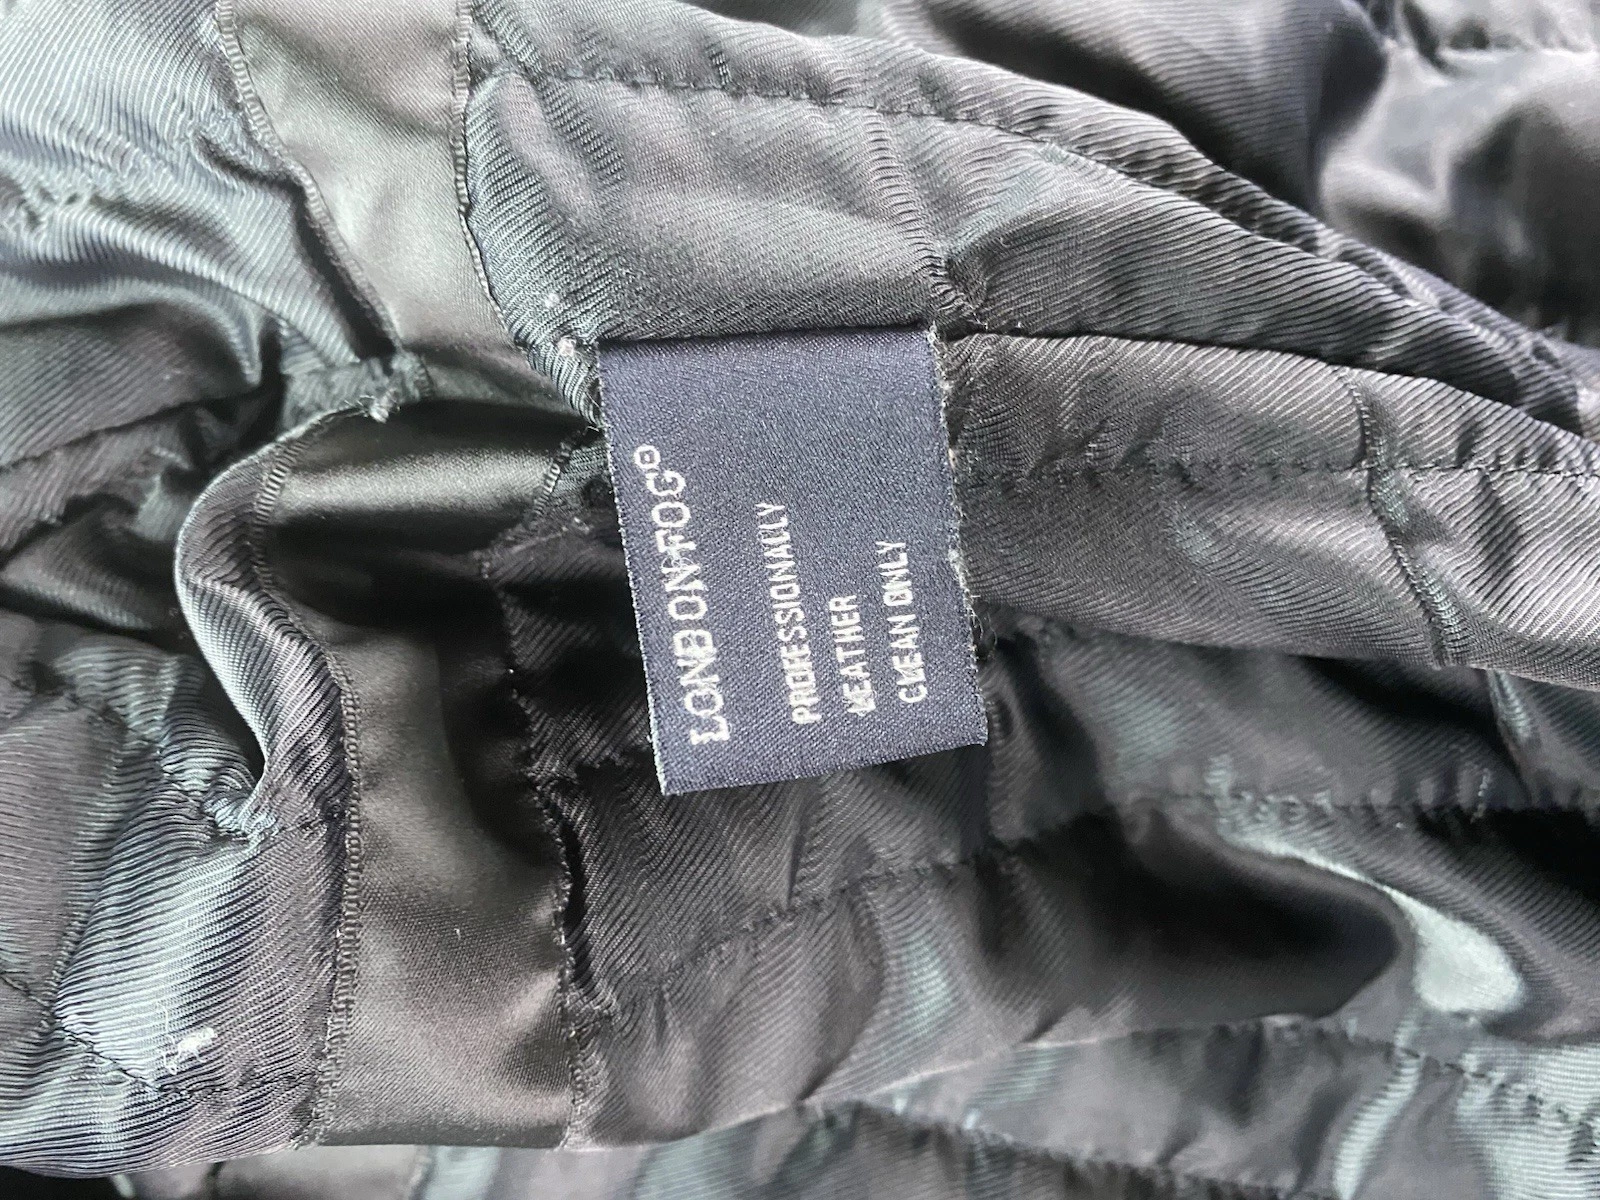 LONDON FOG®
PROFESSIONALLY
LEATHER
CLEAN ONLY